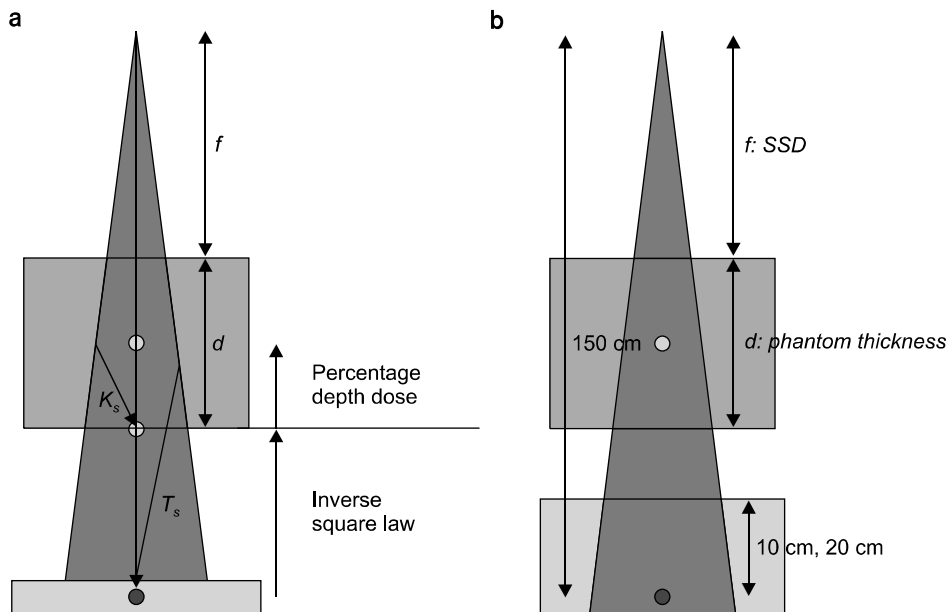 a
f
d
Percentage
depth dose
Ks
Ts
Inverse
square law
b
f: SSD
150 cm
d: phantom thickness
10 cm, 20 cm